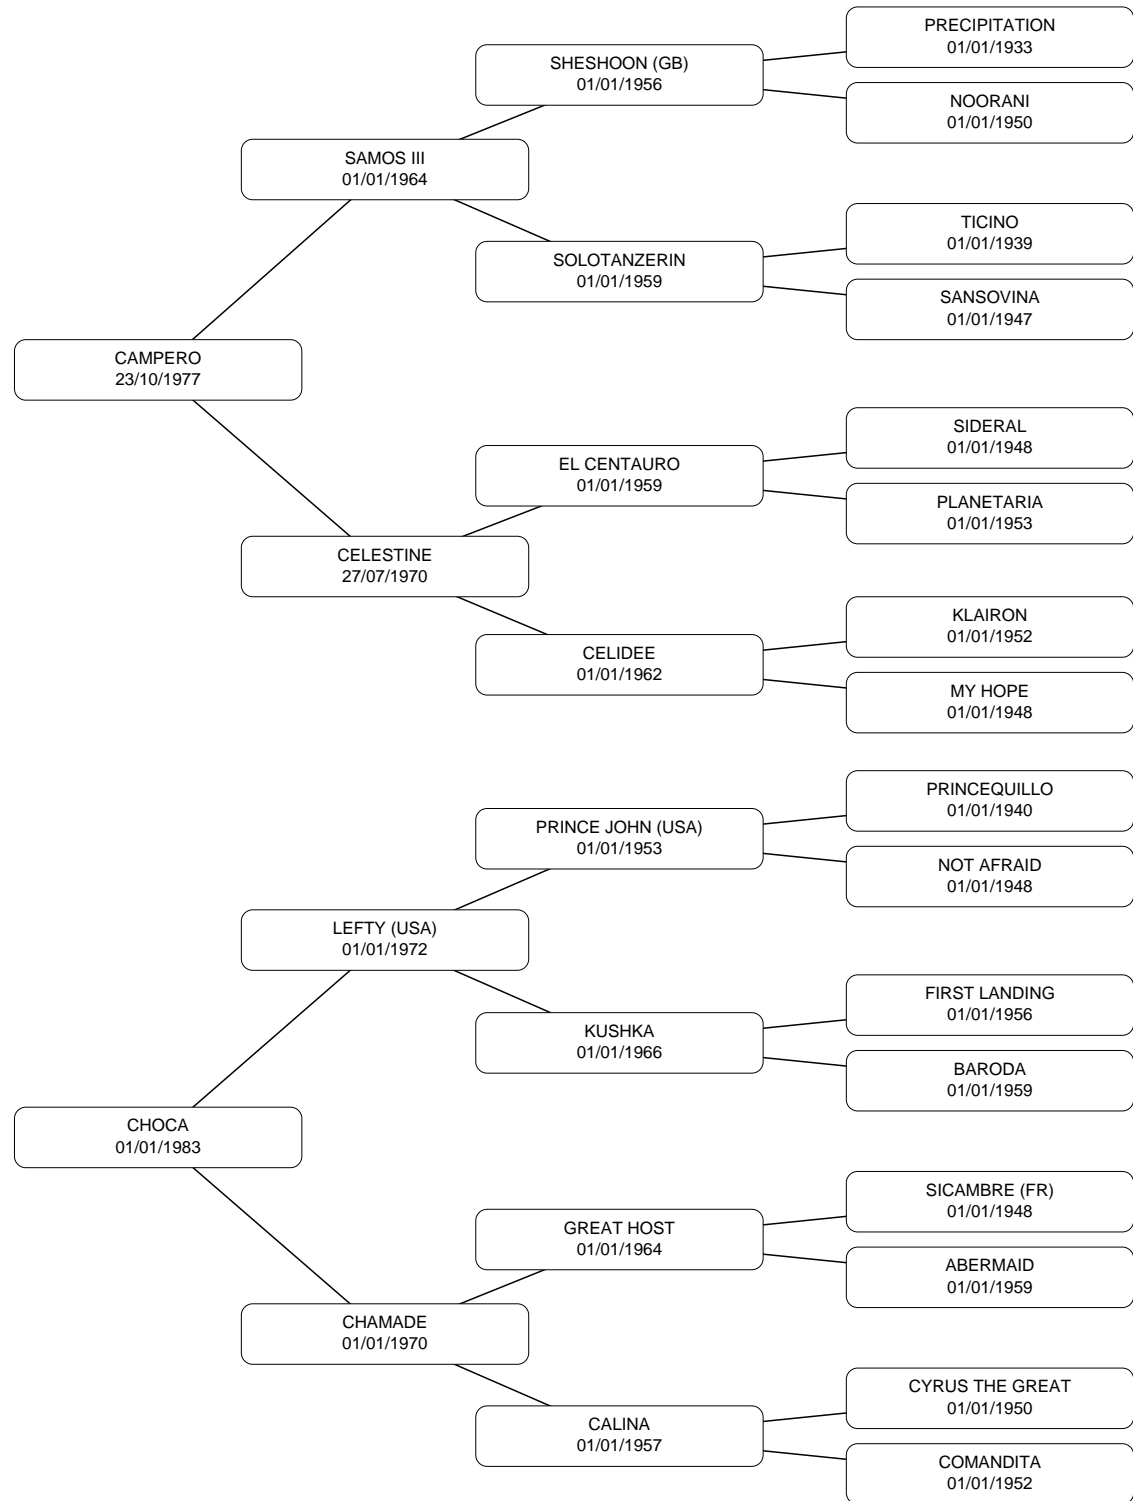 PRECIPITATION
01/01/1933
SHESHOON (GB)
01/01/1956
NOORANI
01/01/1950
SAMOS III
01/01/1964
TICINO
01/01/1939
SOLOTANZERIN
01/01/1959
SANSOVINA
01/01/1947
CAMPERO
23/10/1977
SIDERAL
01/01/1948
EL CENTAURO
01/01/1959
PLANETARIA
01/01/1953
CELESTINE
27/07/1970
KLAIRON
01/01/1952
CELIDEE
01/01/1962
MY HOPE
01/01/1948
PRINCEQUILLO
01/01/1940
PRINCE JOHN (USA)
01/01/1953
NOT AFRAID
01/01/1948
LEFTY (USA)
01/01/1972
FIRST LANDING
01/01/1956
KUSHKA
01/01/1966
BARODA
01/01/1959
CHOCA
01/01/1983
SICAMBRE (FR)
01/01/1948
GREAT HOST
01/01/1964
ABERMAID
01/01/1959
CHAMADE
01/01/1970
CYRUS THE GREAT
01/01/1950
CALINA
01/01/1957
COMANDITA
01/01/1952